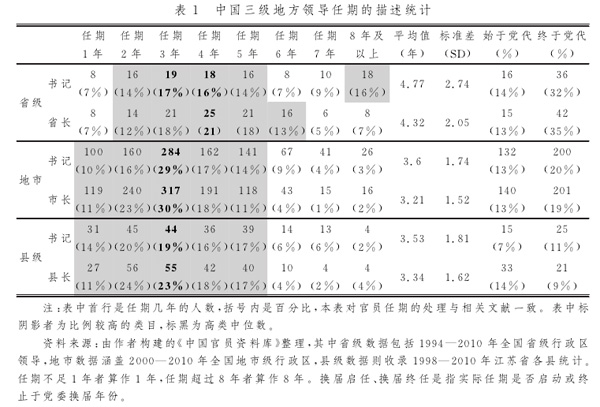 表 1 中国三级地方领导任期的描述统计
任期 任期 任期 任期 任期 任期 任期 8 年及 平均值 标准差 始于党代 终于党代
1 年 2 年 3 年 4 年 5 年 6 年 7 年 以上 (年) (SD) (%) (%)
省级 书记 8 16 19 18 16 8 10 18 4.77 2.74 16 36
(7%) (14%) (17%) (16%) (14%) (7%) (9%) (16%) (14%) (32%)
省长 8 14 21 25 21 16 6 8 4.32 2.05 15 42
(7%) (12%) (18%) (21) (18) (13%) (5%) (7%) (13%) (35%)
地市 书记 100 160 284 162 141 67 41 26 3.6 1.74 132 200
(10%) (16%) (29%) (17%) (14%) (9%) (4%) (3%) (13%) (20%)
市长 119 240 317 191 118 43 15 16 3.21 1.52 140 201
(11%) (23%) (30%) (18%) (11%) (4%) (1%) (2%) (13%) (19%)
县级 书记 31 45 44 36 39 14 13 4 3.53 1.81 15 25
(14%) (20%) (19%) (16%) (17%) (6%) (6%) (2%) (7%) (11%)
县长 27 56 55 42 40 10 4 4 3.34 1.62 33 21
(11%) (24%) (23%) (18%) (17%) (4%) (2%) (4%) (14%) (9%)
注:表中首行是任期几年的人数,括号内是百分比,本表对官员任期的处理与相关文献一致。表中标
阴影者为比例较高的类目,标黑为高类中位数。
资料来源:由作者构建的《中国官员资料库》整理,其中省级数据包括 1994—2010 年全国省级行政区
领导,地市数据涵盖 2000—2010 年全国地市级行政区,县级数据则收录 1998—2010 年江苏省各县统计。
任期不足 1 年者算作 1 年,任期超过 8 年者算作 8 年。换届启任、换届终任是指实际任期是否启动或终
止于党委换届年份。